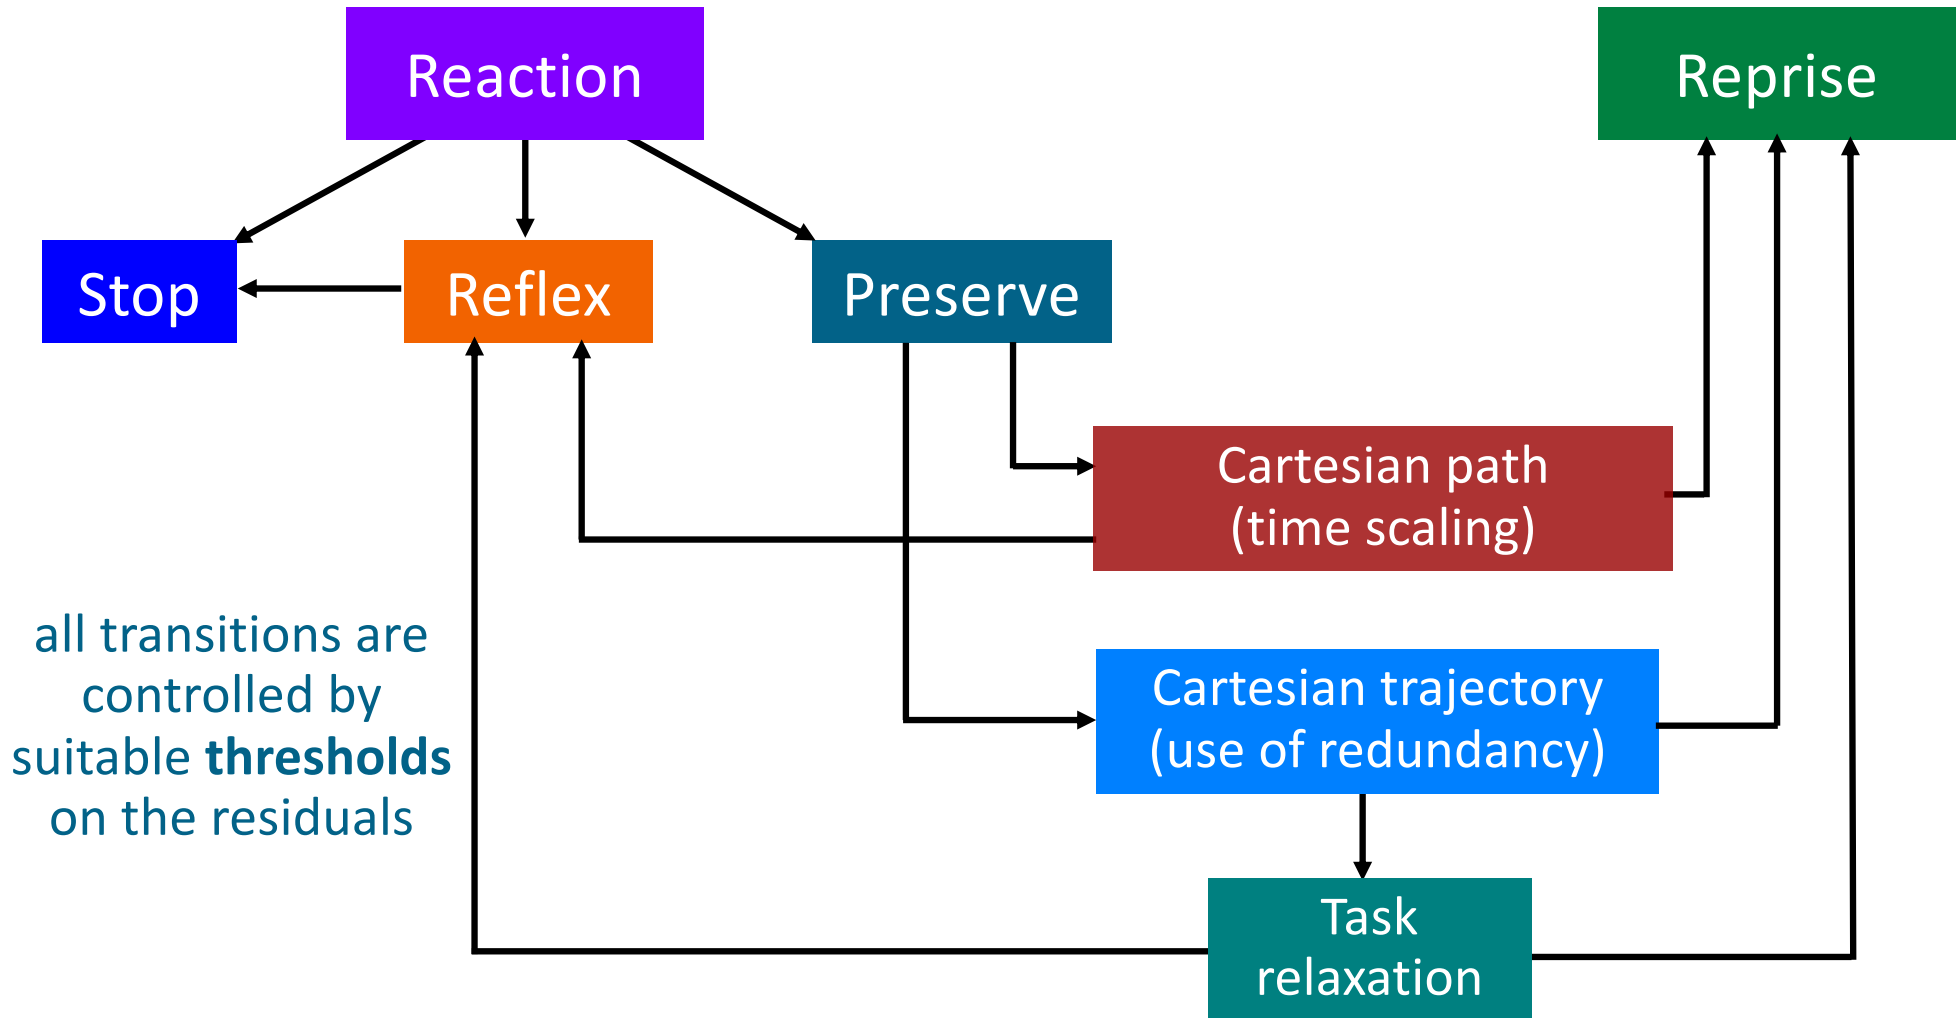 Reaction
Reprise
Stop
Reflex
Preserve
Cartesian path
(time scaling)
all transitions are
controlled by
suitable thresholds
on the residuals
Cartesian trajectory
(use of redundancy)
Task
relaxation